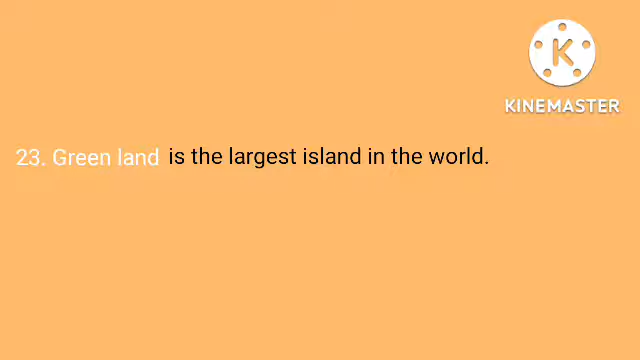 K
KINEMASTER
23. Green land is the largest island in the world.